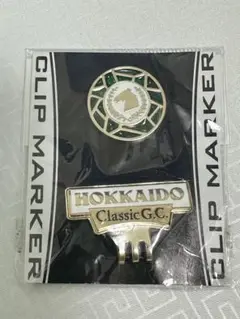 CLIP MARKER
HOKKAIDO
Classic G.C.
CLIP MARKER